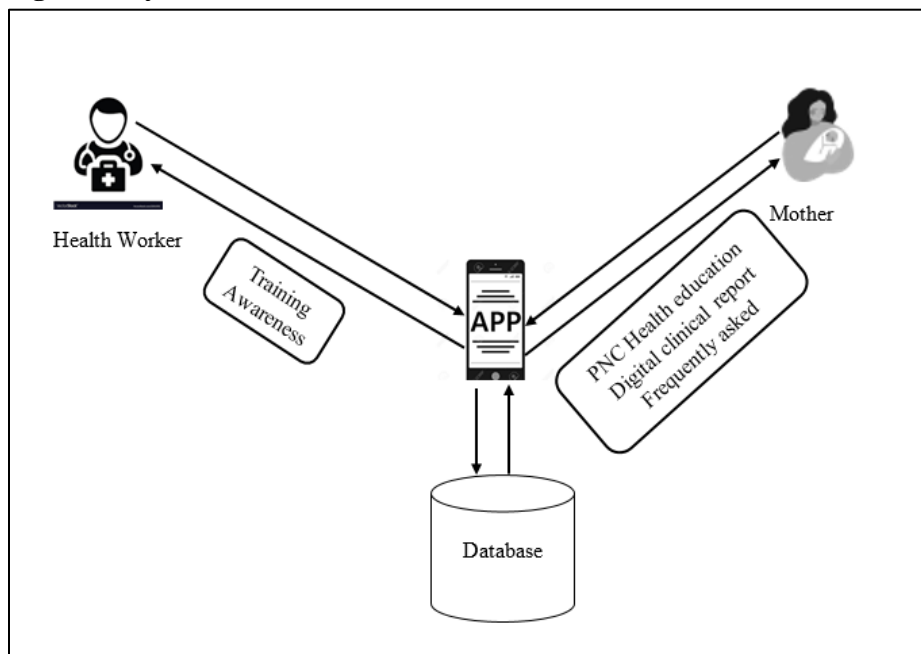 Mother
Health Worker
Training
Awareness
APP
PNC Health education
Digital clinical report
Frequently asked
Database